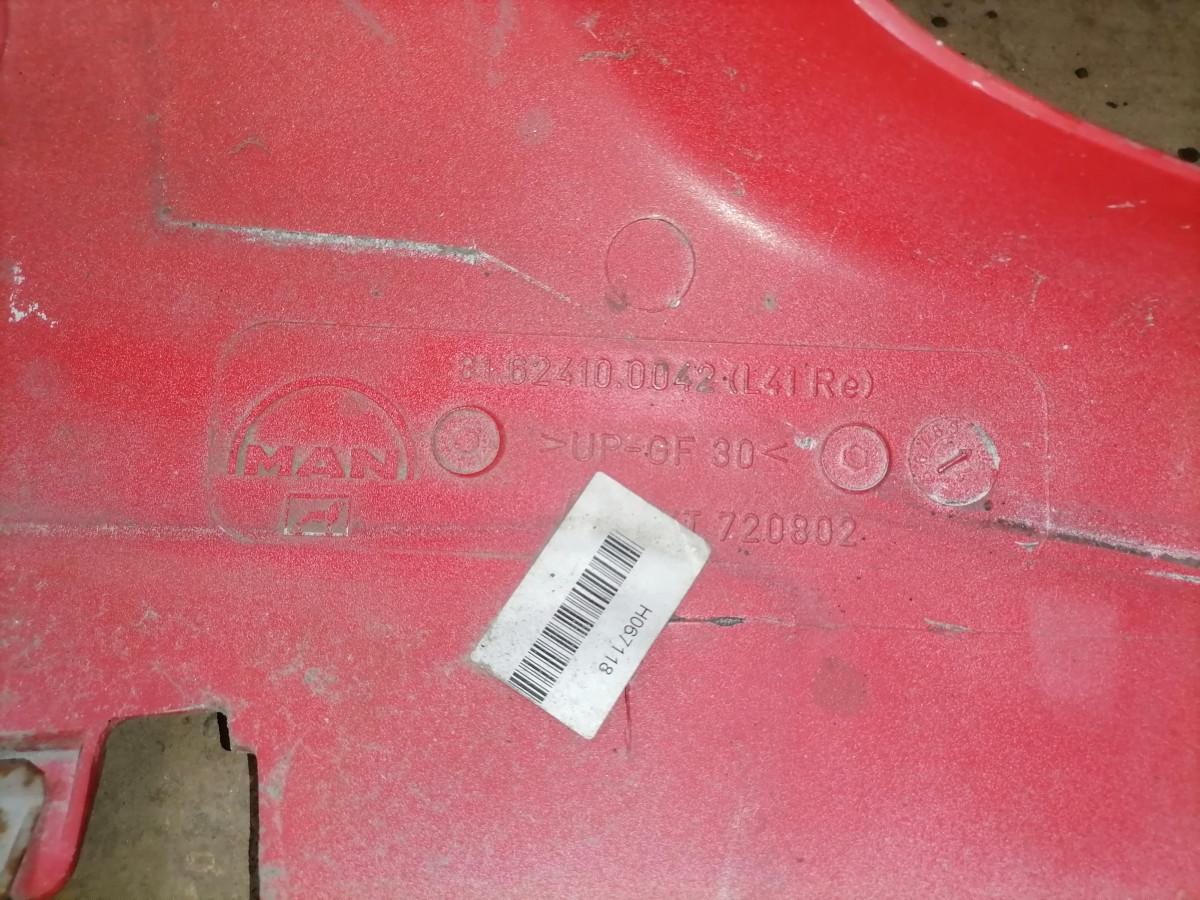 81.62410.0042 (L41 Re)
MAN
>UP-GF 30<
720802
H067118